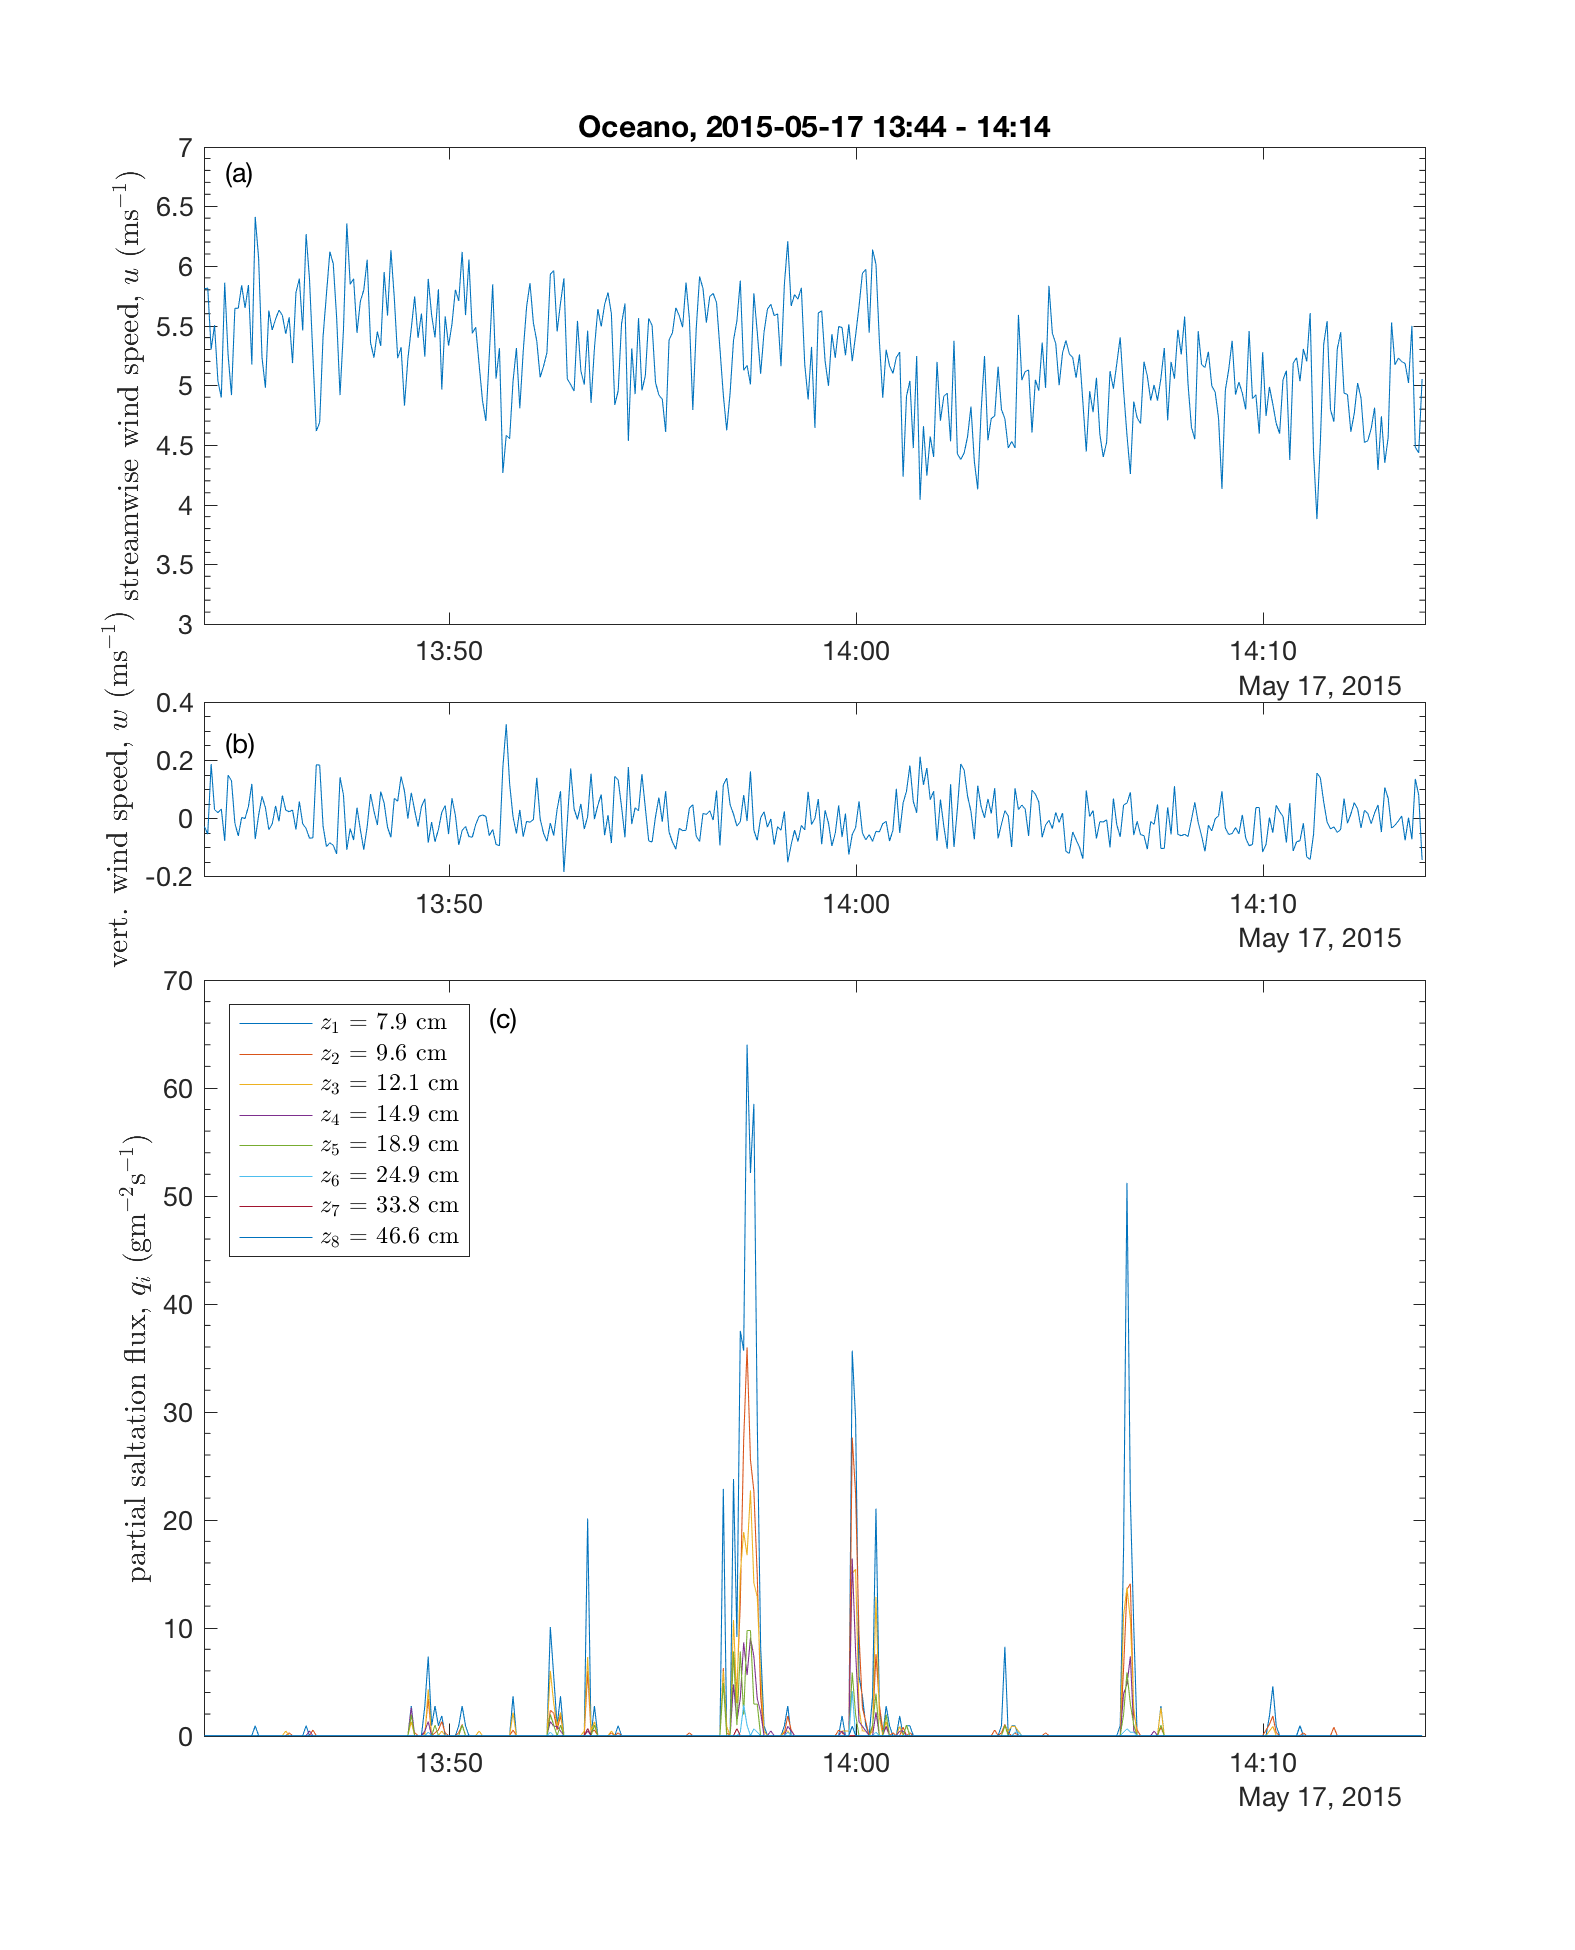 Oceano, 2015-05-17 13:44 - 14:14
(a)
streamwise wind speed, u (ms⁻¹)
7
6.5
6
5.5
5
4.5
4
3.5
3
13:50 14:00 14:10
May 17, 2015
(b)
vert. wind speed, w (ms⁻¹)
0.4
0.2
0
-0.2
13:50 14:00 14:10
May 17, 2015
(c)
partial saltation flux, qᵢ (gm⁻²s⁻¹)
70
60
50
40
30
20
10
0
z₁ = 7.9 cm
z₂ = 9.6 cm
z₃ = 12.1 cm
z₄ = 14.9 cm
z₅ = 18.9 cm
z₆ = 24.9 cm
z₇ = 33.8 cm
z₈ = 46.6 cm
13:50 14:00 14:10
May 17, 2015